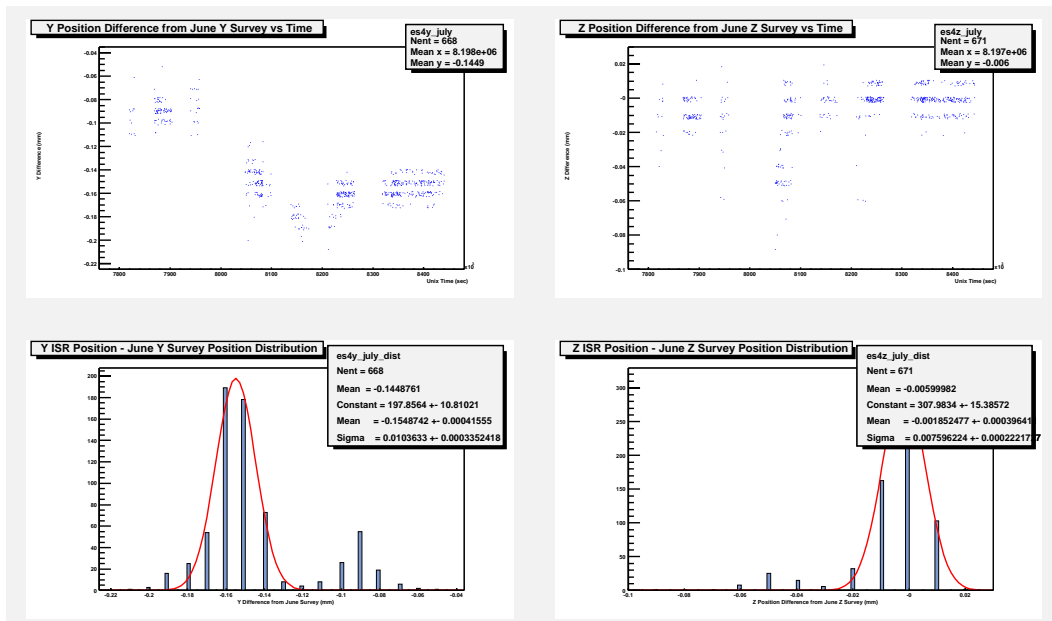 Y Position Difference from June Y Survey vs Time
es4y_july
Nent = 668
Mean x = 8.198e+06
Mean y = -0.1449
-0.04
-0.06
-0.08
-0.1
-0.12
-0.14
-0.16
-0.18
-0.2
-0.22
Y Difference (mm)
7800 7900 8000 8100 8200 8300 8400
Unix Time (sec)
Z Position Difference from June Z Survey vs Time
es4z_july
Nent = 671
Mean x = 8.197e+06
Mean y = -0.006
0.02
-0
-0.02
-0.04
-0.06
-0.08
-0.1
Z Difference (mm)
7800 7900 8000 8100 8200 8300 8400
Unix Time (sec)
Y ISR Position - June Y Survey Position Distribution
es4y_july_dist
Nent = 668
Mean = -0.1448761
Constant = 197.8564 +- 10.81021
Mean = -0.1548742 +- 0.00041555
Sigma = 0.0103633 +- 0.0003352418
200
180
160
140
120
100
80
60
40
20
0
-0.22 -0.2 -0.18 -0.16 -0.14 -0.12 -0.1 -0.08 -0.06 -0.04
Y Difference from June Survey (mm)
Z ISR Position - June Z Survey Position Distribution
es4z_july_dist
Nent = 671
Mean = -0.00599982
Constant = 307.9834 +- 15.38572
Mean = -0.001852477 +- 0.00039641
Sigma = 0.007596224 +- 0.0002221
300
250
200
150
100
50
0
-0.1 -0.08 -0.06 -0.04 -0.02 -0 0.02
Z Position Difference from June Z Survey (mm)